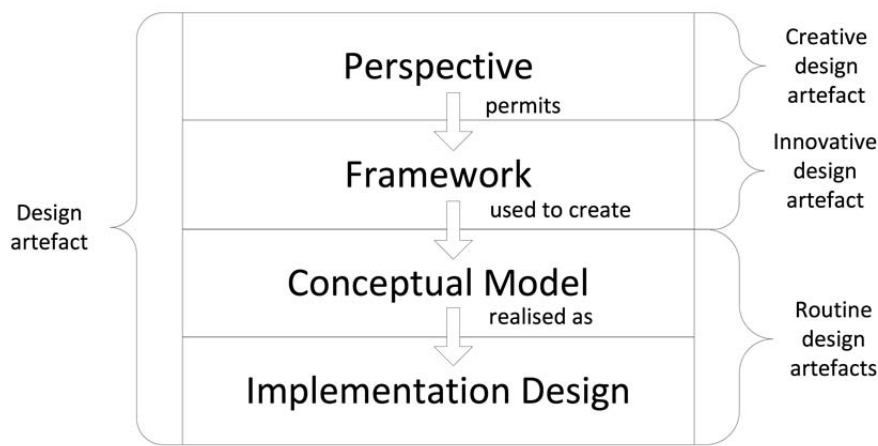 Perspective
permits
Framework
used to create
Conceptual Model
realised as
Implementation Design
Design
artefact
Creative
design
artefact
Innovative
design
artefact
Routine
design
artefacts